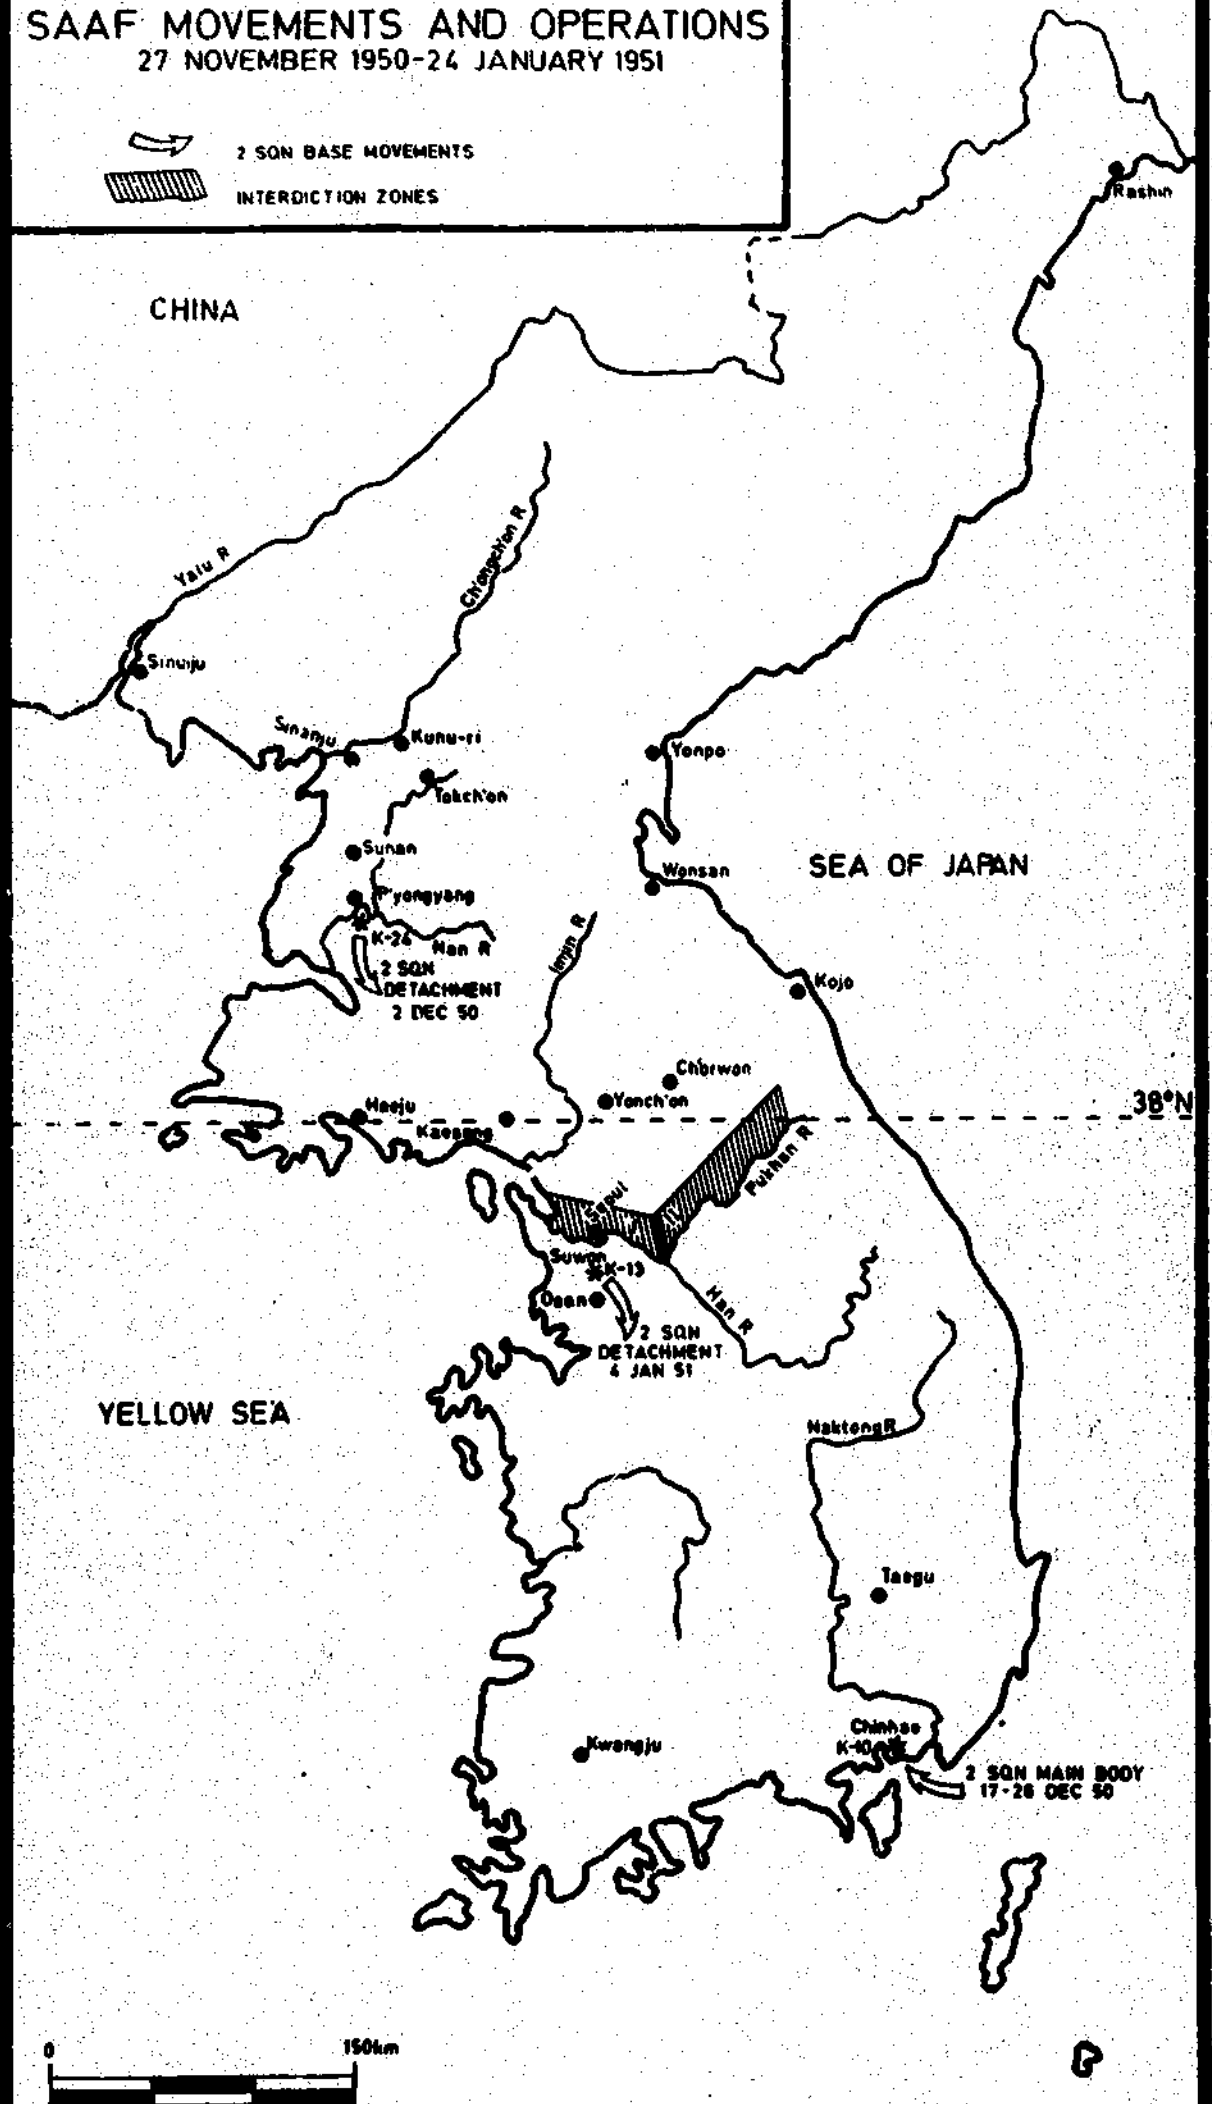 SAAF MOVEMENTS AND OPERATIONS
27 NOVEMBER 1950-24 JANUARY 1951
2 SQN BASE MOVEMENTS
INTERDICTION ZONES
Rashin
CHINA
Ch'ongch'on R
Yalu R
Sinuiju
Sinanju
Kunu-ri
Yonpo
Tokch'on
Sunan
SEA OF JAPAN
Wonsan
P'yongyang
K-24
Nan R
Imjin R
2 SQN
DETACHMENT
2 DEC 50
Kojo
Ch'orwon
Yonch'on
38°N
Haeju
Kaesong
Pukhan R
Seoul
Suwon
K-13
Osan
Han R
2 SQN
DETACHMENT
4 JAN 51
YELLOW SEA
Naktong R
Taegu
Chinhae
K-10
Kwangju
2 SQN MAIN BODY
17-26 DEC 50
0
150km